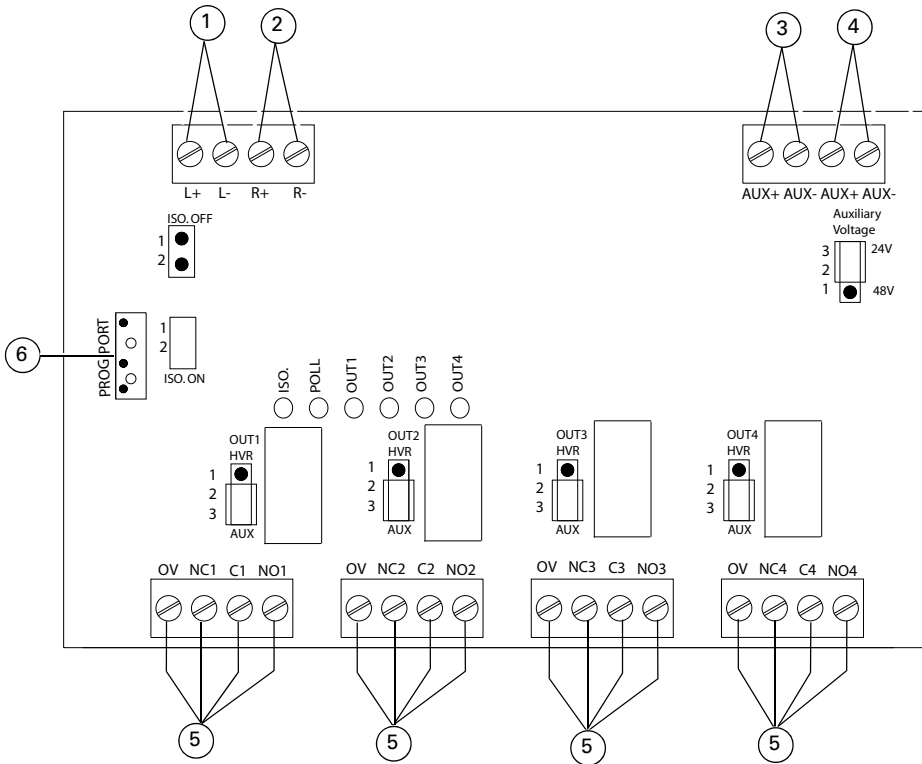 1 2 3 4
L+ L- R+ R-
AUX+ AUX- AUX+ AUX-
ISO. OFF
1
2
Auxiliary
Voltage
3 24V
2
1 48V
6
PROG PORT
1
2
ISO. ON
ISO. POLL OUT1 OUT2 OUT3 OUT4
OUT1
HVR
1
2
3
AUX
OUT2
HVR
1
2
3
AUX
OUT3
HVR
1
2
3
AUX
OUT4
HVR
1
2
3
AUX
OV NC1 C1 NO1
OV NC2 C2 NO2
OV NC3 C3 NO3
OV NC4 C4 NO4
5 5 5 5